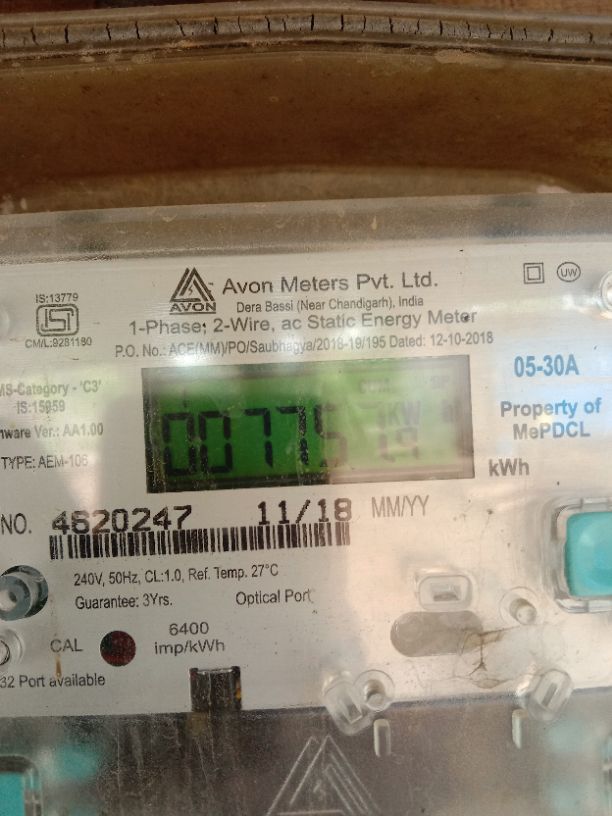 Avon Meters Pvt. Ltd.
AVON
Dera Bassi (Near Chandigarh), India
1-Phase, 2-Wire, ac Static Energy Meter
P.O. No.: ACE(MM)/PO/Saubhagya/2018-19/195 Dated: 12-10-2018
UW
IS:13779
ISI
CM/L:9281180
MS-Category - 'C3'
IS:15959
mware Ver.: AA1.00
TYPE: AEM-106
00775
KW
05-30A
Property of
MePDCL
kWh
NO. 4620247 11/18 MM/YY
240V, 50Hz, CL:1.0, Ref. Temp. 27°C
Guarantee: 3Yrs. Optical Port
CAL
6400
imp/kWh
32 Port available